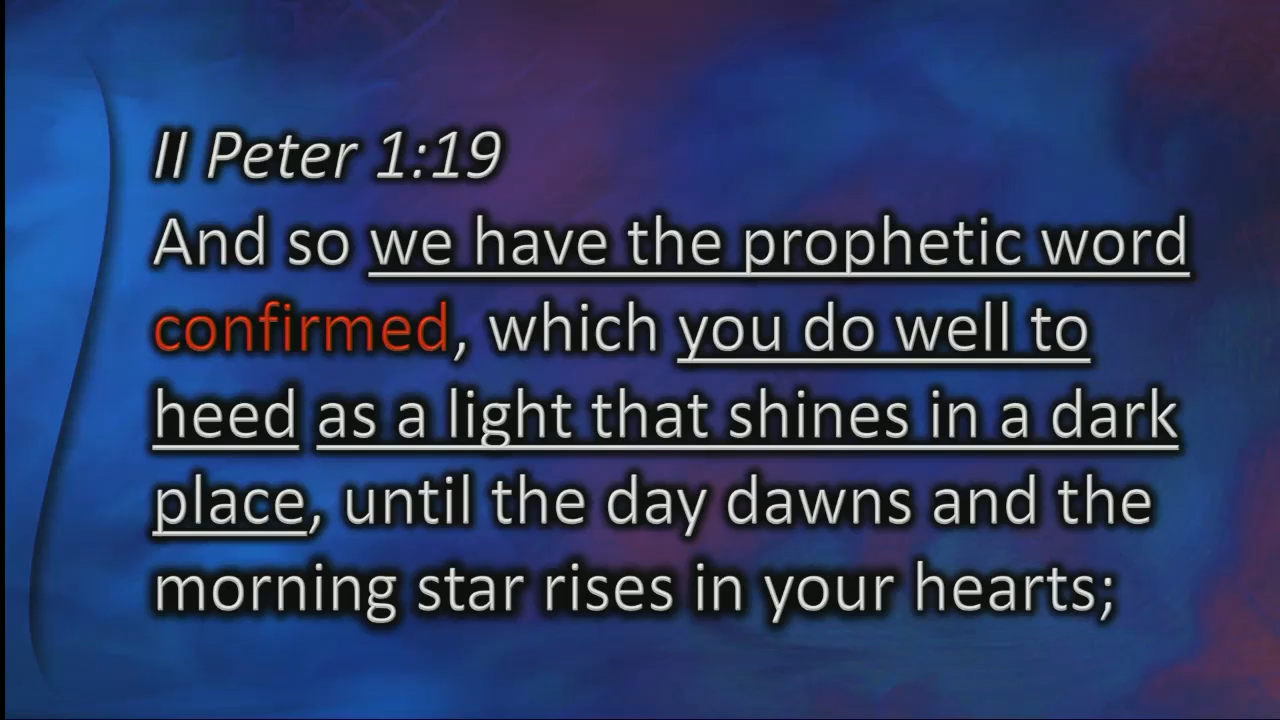 II Peter 1:19
And so we have the prophetic word
confirmed, which you do well to
heed as a light that shines in a dark
place, until the day dawns and the
morning star rises in your hearts;